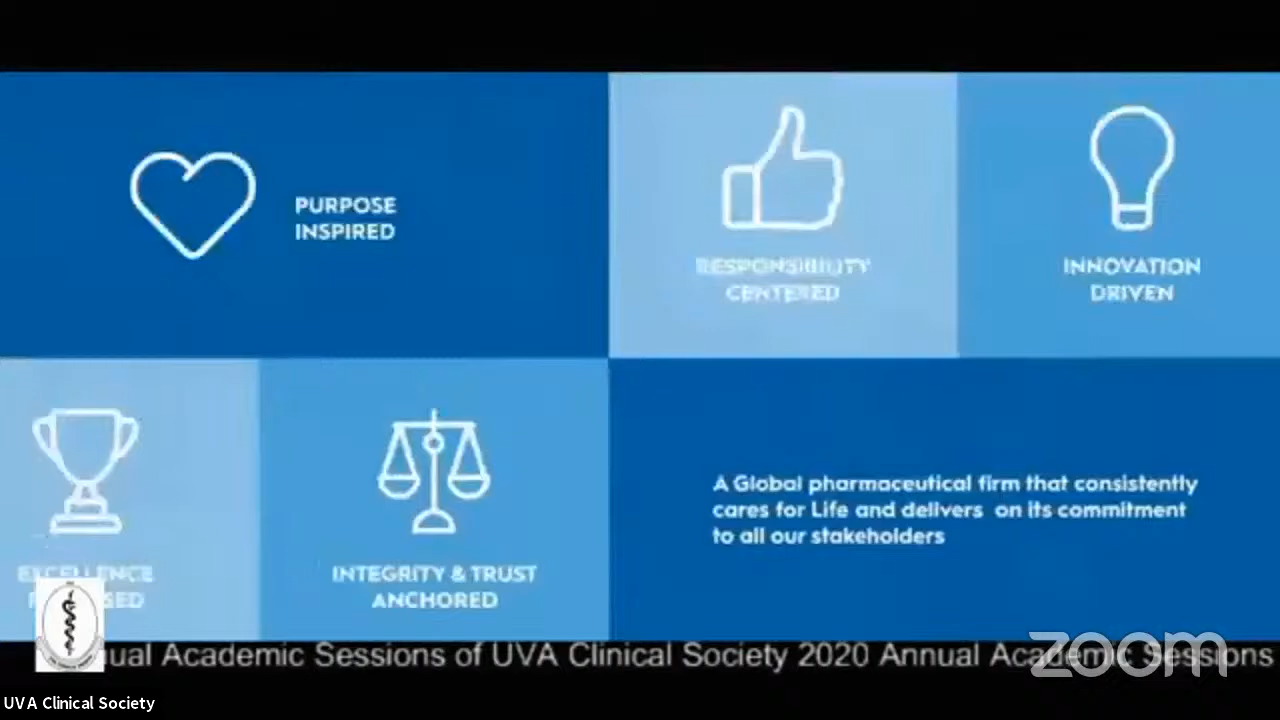 PURPOSE
INSPIRED
RESPONSIBILITY
CENTERED
INNOVATION
DRIVEN
EXCELLENCE
INTEGRITY & TRUST
ANCHORED
A Global pharmaceutical firm that consistently
cares for Life and delivers on its commitment
to all our stakeholders
Academic Sessions of UVA Clinical Society 2020 Annual Academic Sessions
zoom
UVA Clinical Society